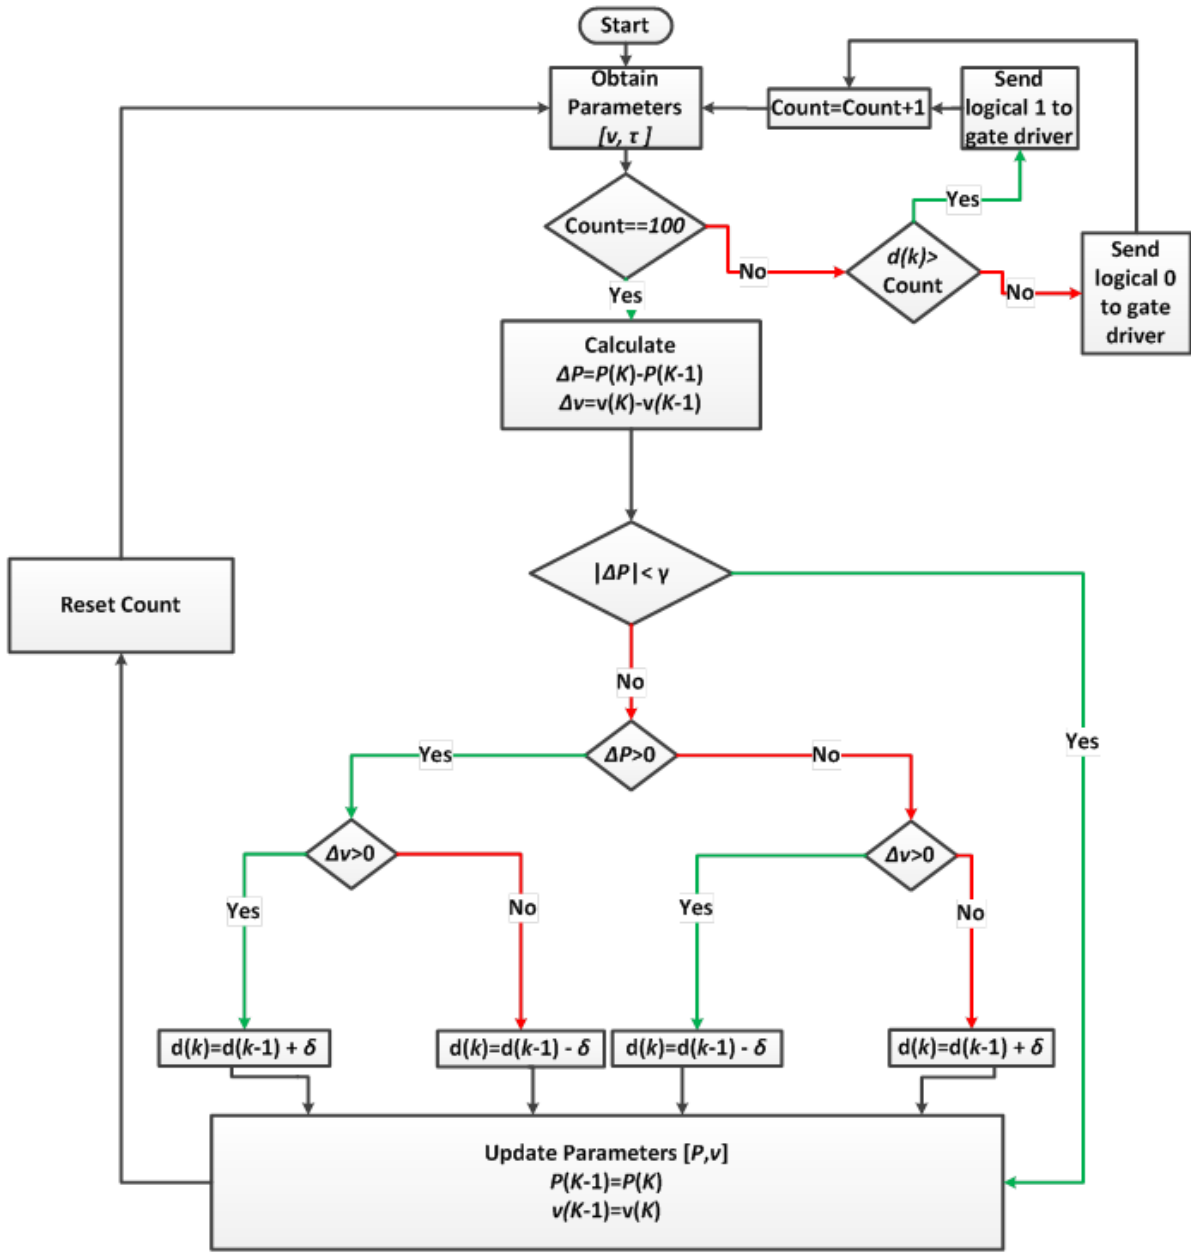 Start
Obtain
Parameters
[v, τ ]
Count=Count+1
Send
logical 1 to
gate driver
Yes
Count==100
No
d(k)>
Count
No
Send
logical 0
to gate
driver
Yes
Calculate
ΔP=P(K)-P(K-1)
Δv=v(K)-v(K-1)
|ΔP|< γ
Reset Count
No
Yes
ΔP>0
Yes
No
Δv>0
Δv>0
Yes
No
Yes
No
d(k)=d(k-1) + δ
d(k)=d(k-1) - δ
d(k)=d(k-1) - δ
d(k)=d(k-1) + δ
Update Parameters [P,v]
P(K-1)=P(K)
v(K-1)=v(K)